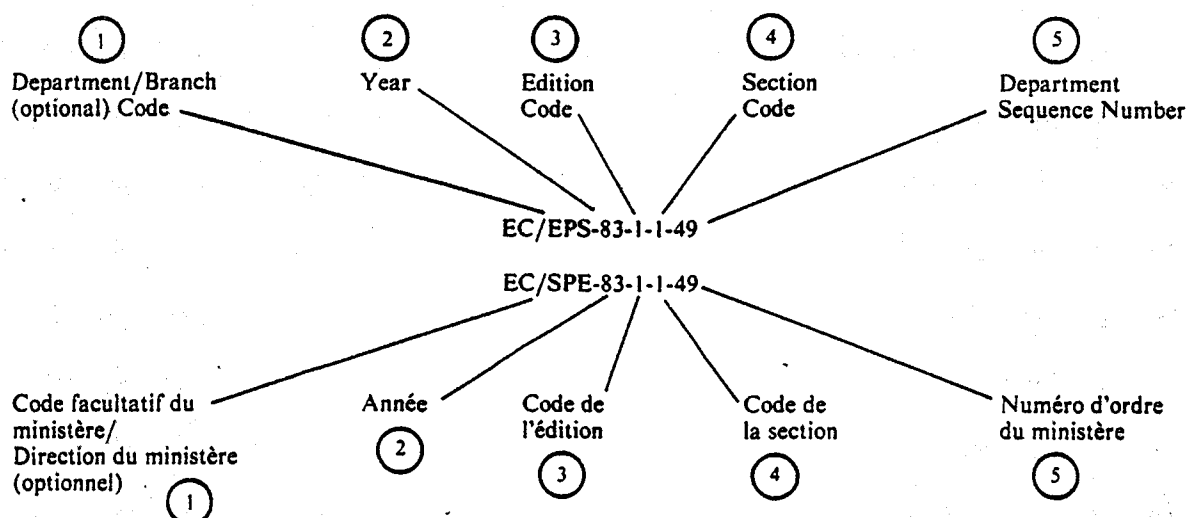 1 2 3 4 5
Department/Branch (optional) Code
Year
Edition Code
Section Code
Department Sequence Number
EC/EPS-83-1-1-49
EC/SPE-83-1-1-49
Code facultatif du
ministère/
Direction du ministère
(optionnel)
1
Année
2
Code de
l'édition
3
Code de
la section
4
Numéro d'ordre
du ministère
5